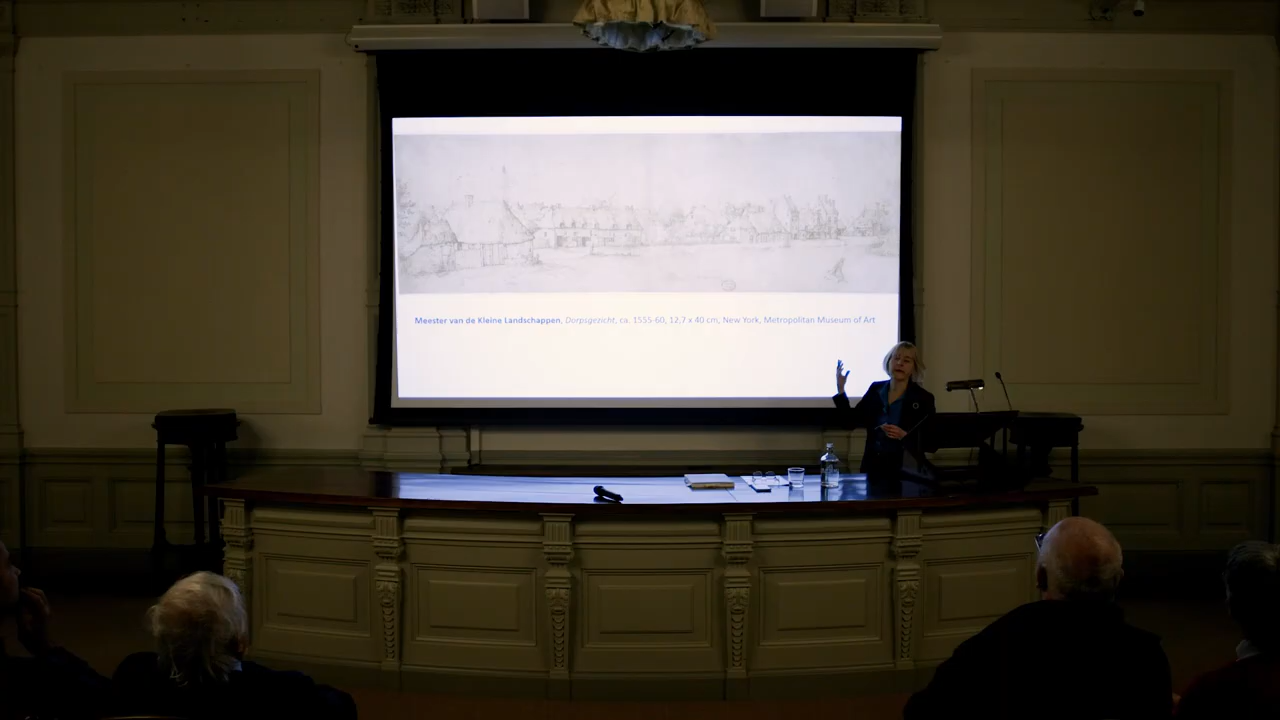 Meester van de Kleine Landschappen, Dorpsgezicht, ca. 1555-60, 12,7 x 40 cm, New York, Metropolitan Museum of Art